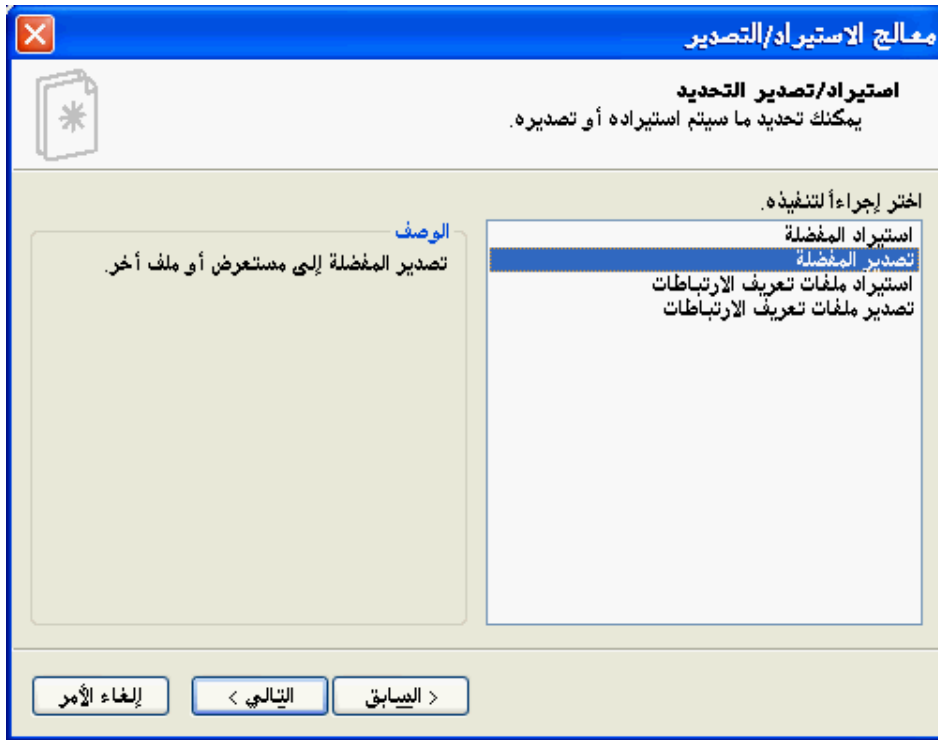 معالج الاستيراد/التصدير
استيراد/تصدير التحديد
يمكنك تحديد ما سيتم استيراده أو تصديره.
اختر إجراءاً لتنفيذه.
استيراد المفضلة
تصدير المفضلة
استيراد ملفات تعريف الارتباطات
تصدير ملفات تعريف الارتباطات
الوصف
تصدير المفضلة إلى مستعرض أو ملف أخر.
< السابق
التالي >
إلغاء الأمر